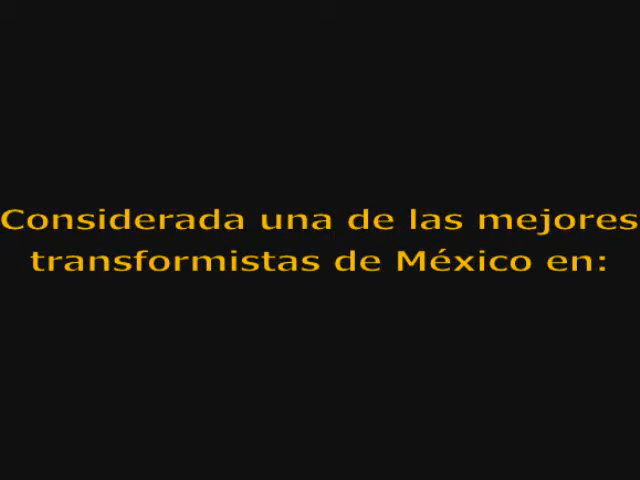 Considerada una de las mejores
transformistas de México en: